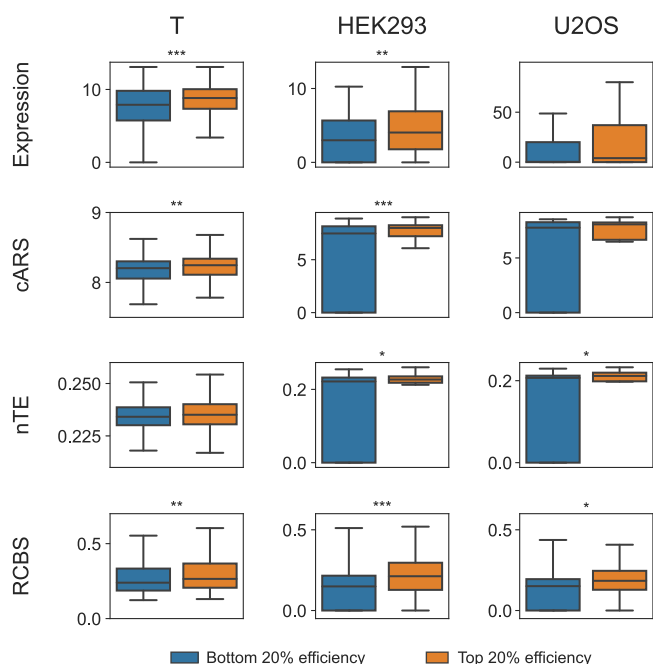 T HEK293 U2OS
*** **
Expression 10 0 10 0 50 0
** ***
cARS 9 8 5 0 5 0
* *
nTE 0.250 0.225 0.2 0.0 0.2 0.0
** *** *
RCBS 0.5 0.0 0.5 0.0 0.5 0.0
Bottom 20% efficiency Top 20% efficiency